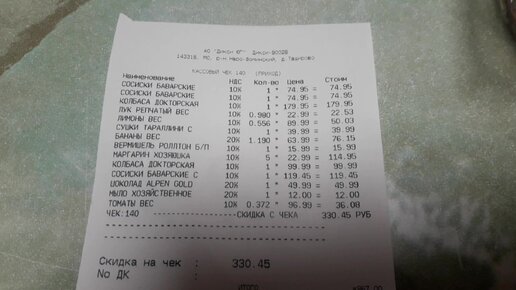 АО "Дикси Ю" Дикси-50028
143318, МО, р-н Наро-Фоминский, д.
КАССОВЫЙ ЧЕК 140 (ПРИХОД)
Наименование НДС Кол-во Цена Стоим
СОСИСКИ БАВАРСКИЕ 10% 1 * 74.95 = 74.95
СОСИСКИ БАВАРСКИЕ 10% 1 * 74.95 = 74.95
КОЛБАСА ДОКТОРСКАЯ 10% 1 * 179.95 = 179.95
ЛУК РЕПЧАТЫЙ ВЕС 10% 0.980 * 22.99 = 22.53
ЛИМОНЫ ВЕС 10% 0.556 * 89.99 = 50.03
СУШКИ ТАРАЛЛИНИ С 10% 1 * 39.99 = 39.99
БАНАНЫ ВЕС 20% 1.190 * 63.99 = 76.15
ВЕРМИШЕЛЬ РОЛЛТОН Б/П 10% 1 * 15.99 = 15.99
МАРГАРИН ХОЗЯЮШКА 10% 5 * 22.99 = 114.95
КОЛБАСА ДОКТОРСКАЯ 10% 1 * 99.99 = 99.99
СОСИСКИ БАВАРСКИЕ С 10% 1 * 119.45 = 119.45
ШОКОЛАД ALPEN GOLD 20% 1 * 49.99 = 49.99
МЫЛО ХОЗЯЙСТВЕННОЕ 20% 1 * 12.00 = 12.00
ТОМАТЫ ВЕС 10% 0.372 * 96.99 = 36.08
ЧЕК:140 СКИДКА С ЧЕКА 330.45 РУБ
Скидка на чек : 330.45
No ДК :